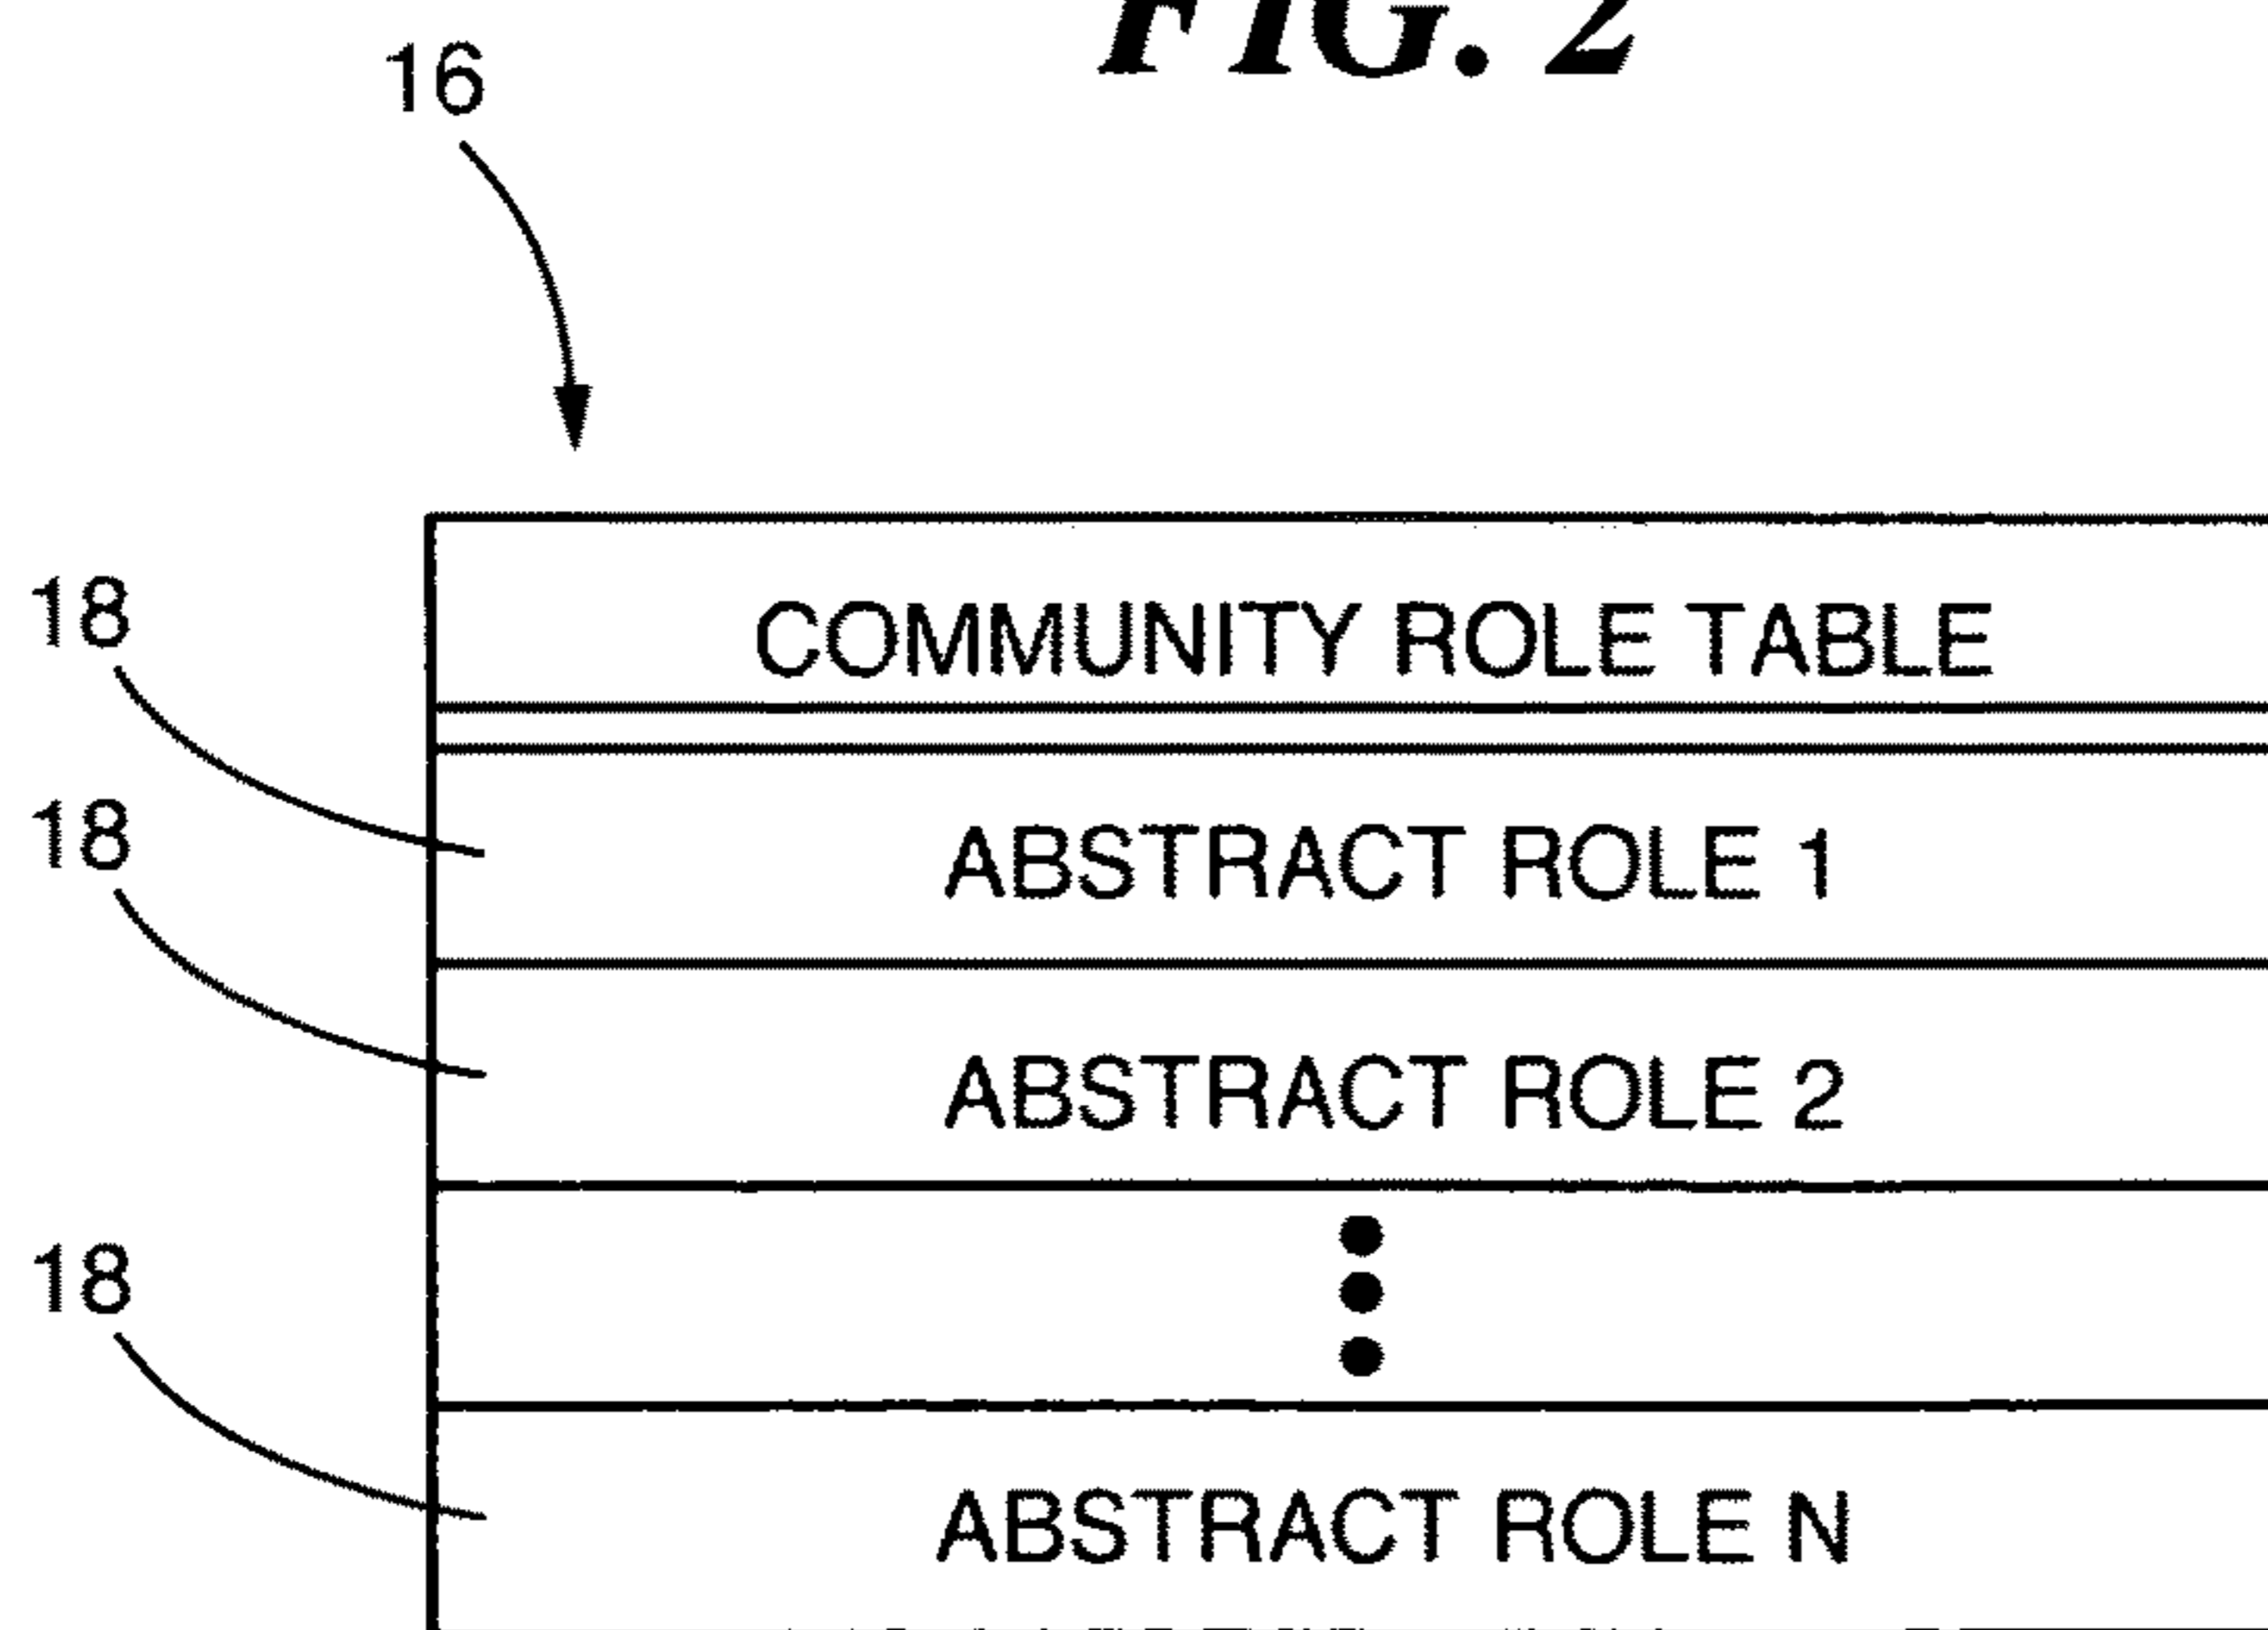 FIG. 2
16
COMMUNITY ROLE TABLE
18
ABSTRACT ROLE 1
18
ABSTRACT ROLE 2
18
ABSTRACT ROLE N